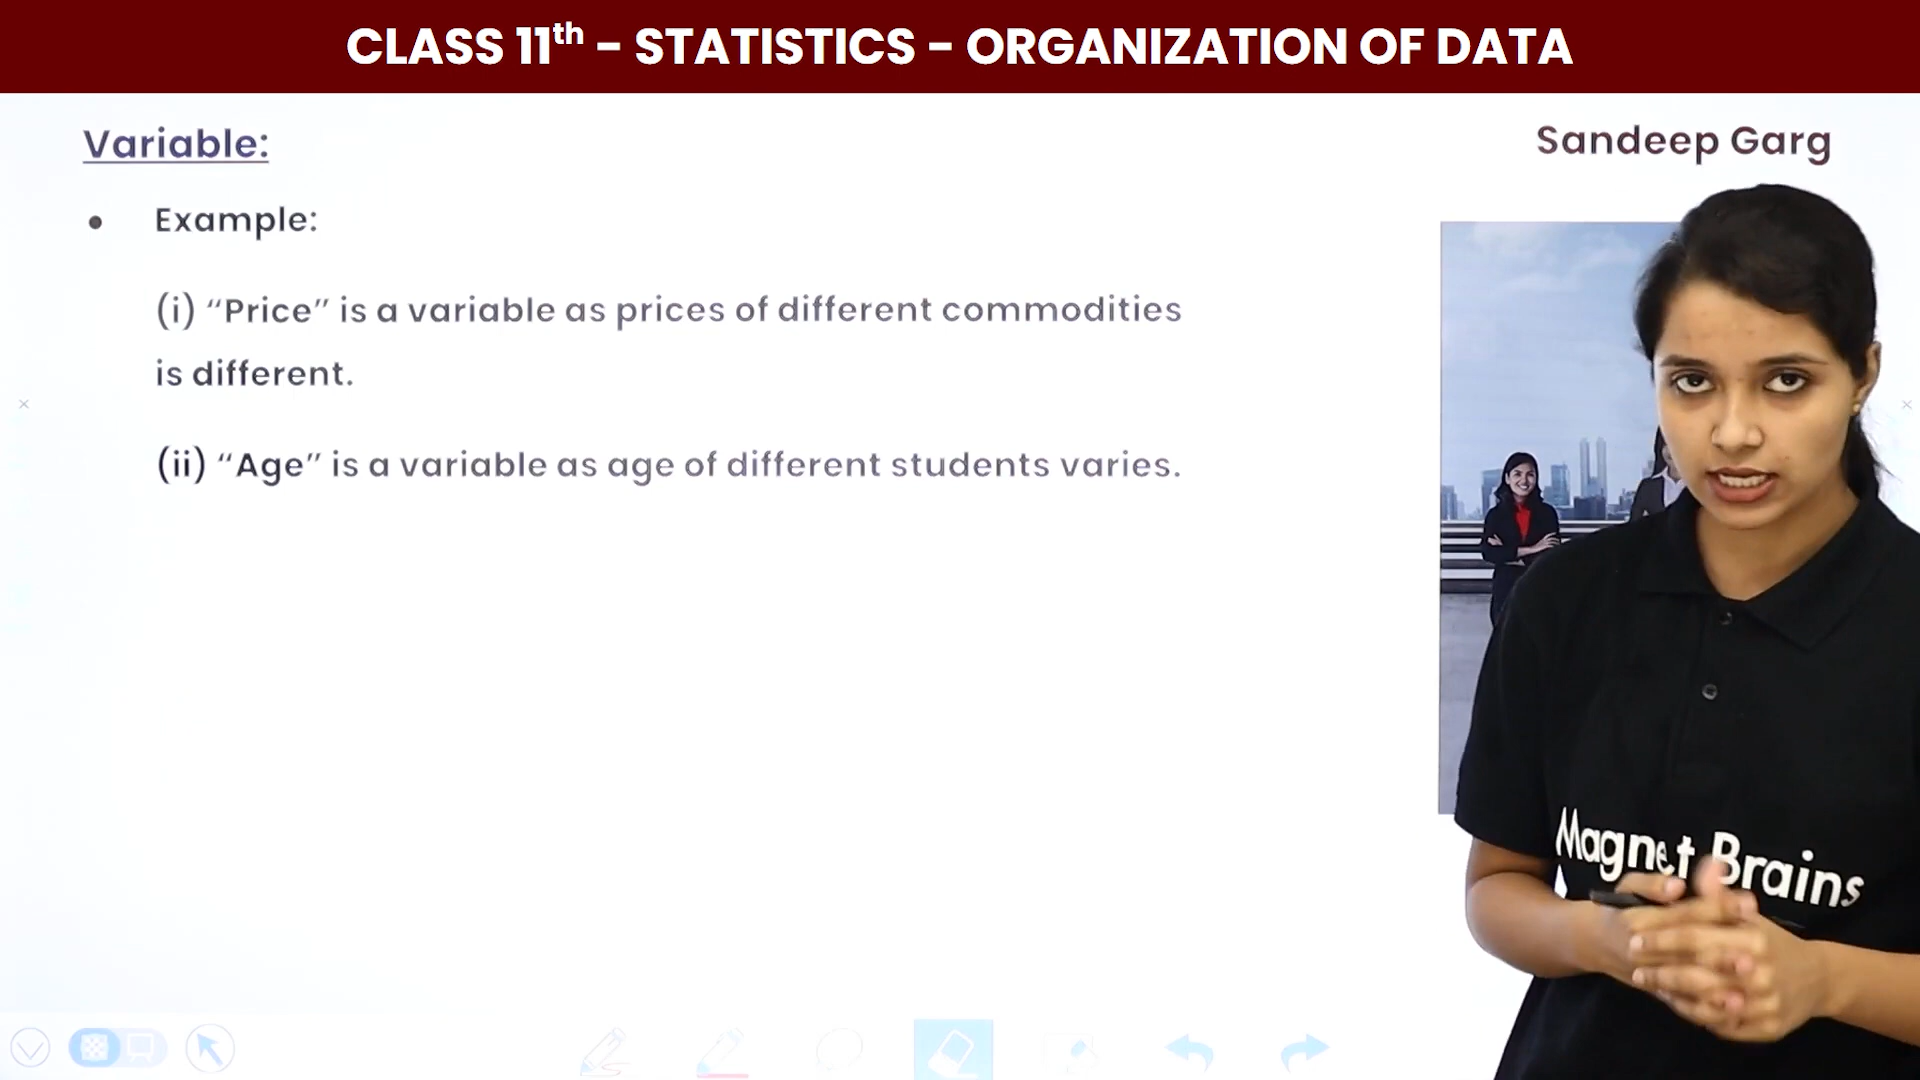 CLASS 11th - STATISTICS - ORGANIZATION OF DATA
Variable:
Sandeep Garg
• Example:
(i) “Price” is a variable as prices of different commodities
is different.
(ii) “Age” is a variable as age of different students varies.
Magnet Brains